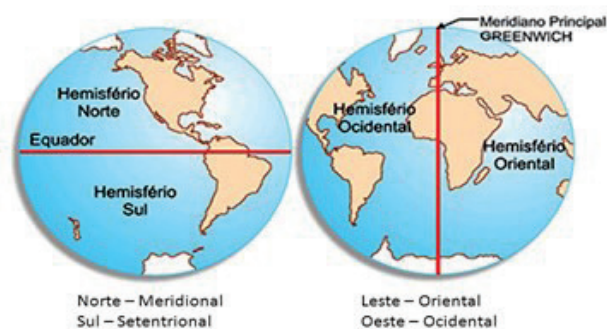 Meridiano Principal
GREENWICH
Hemisfério
Norte
Equador
Hemisfério
Sul
Hemisfério
Ocidental
Hemisfério
Oriental
Norte – Meridional
Sul – Setentrional
Leste – Oriental
Oeste – Ocidental